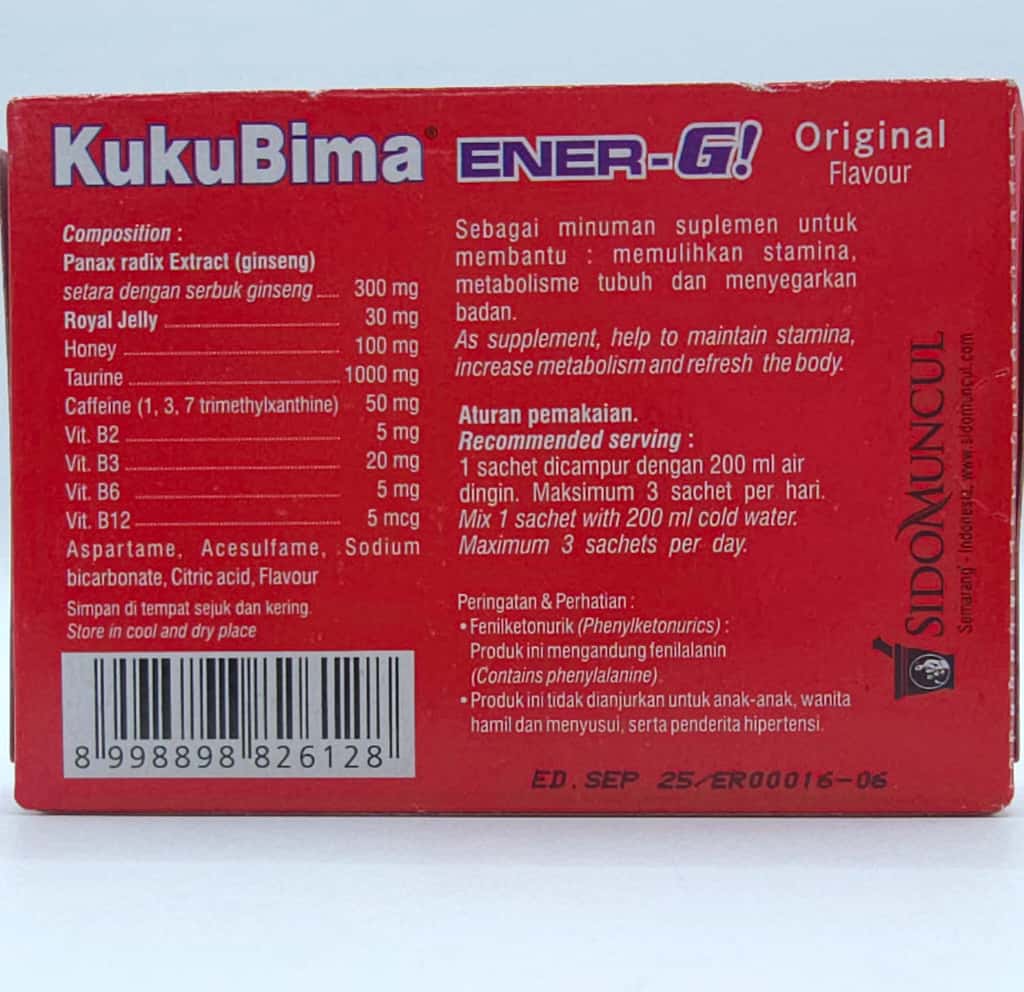 KukuBima® ENER-G! Original
Flavour
Composition :
Panax radix Extract (ginseng)
setara dengan serbuk ginseng ..... 300 mg
Royal Jelly ..... 30 mg
Honey ..... 100 mg
Taurine ..... 1000 mg
Caffeine (1, 3, 7 trimethylxanthine) 50 mg
Vit. B2 ..... 5 mg
Vit. B3 ..... 20 mg
Vit. B6 ..... 5 mg
Vit. B12 ..... 5 mcg
Aspartame, Acesulfame, Sodium
bicarbonate, Citric acid, Flavour
Simpan di tempat sejuk dan kering.
Store in cool and dry place
8 998898 826128
Sebagai minuman suplemen untuk
membantu : memulihkan stamina,
metabolisme tubuh dan menyegarkan
badan.
As supplement, help to maintain stamina,
increase metabolism and refresh the body.
Aturan pemakaian.
Recommended serving :
1 sachet dicampur dengan 200 ml air
dingin. Maksimum 3 sachet per hari.
Mix 1 sachet with 200 ml cold water.
Maximum 3 sachets per day.
Peringatan & Perhatian :
• Fenilketonurik (Phenylketonurics) :
Produk ini mengandung fenilalanin
(Contains phenylalanine).
• Produk ini tidak dianjurkan untuk anak-anak, wanita
hamil dan menyusui, serta penderita hipertensi.
ED. SEP 25/ER00016-06
SIDOMUNCUL
Semarang - Indonesia, www.sidomuncul.com